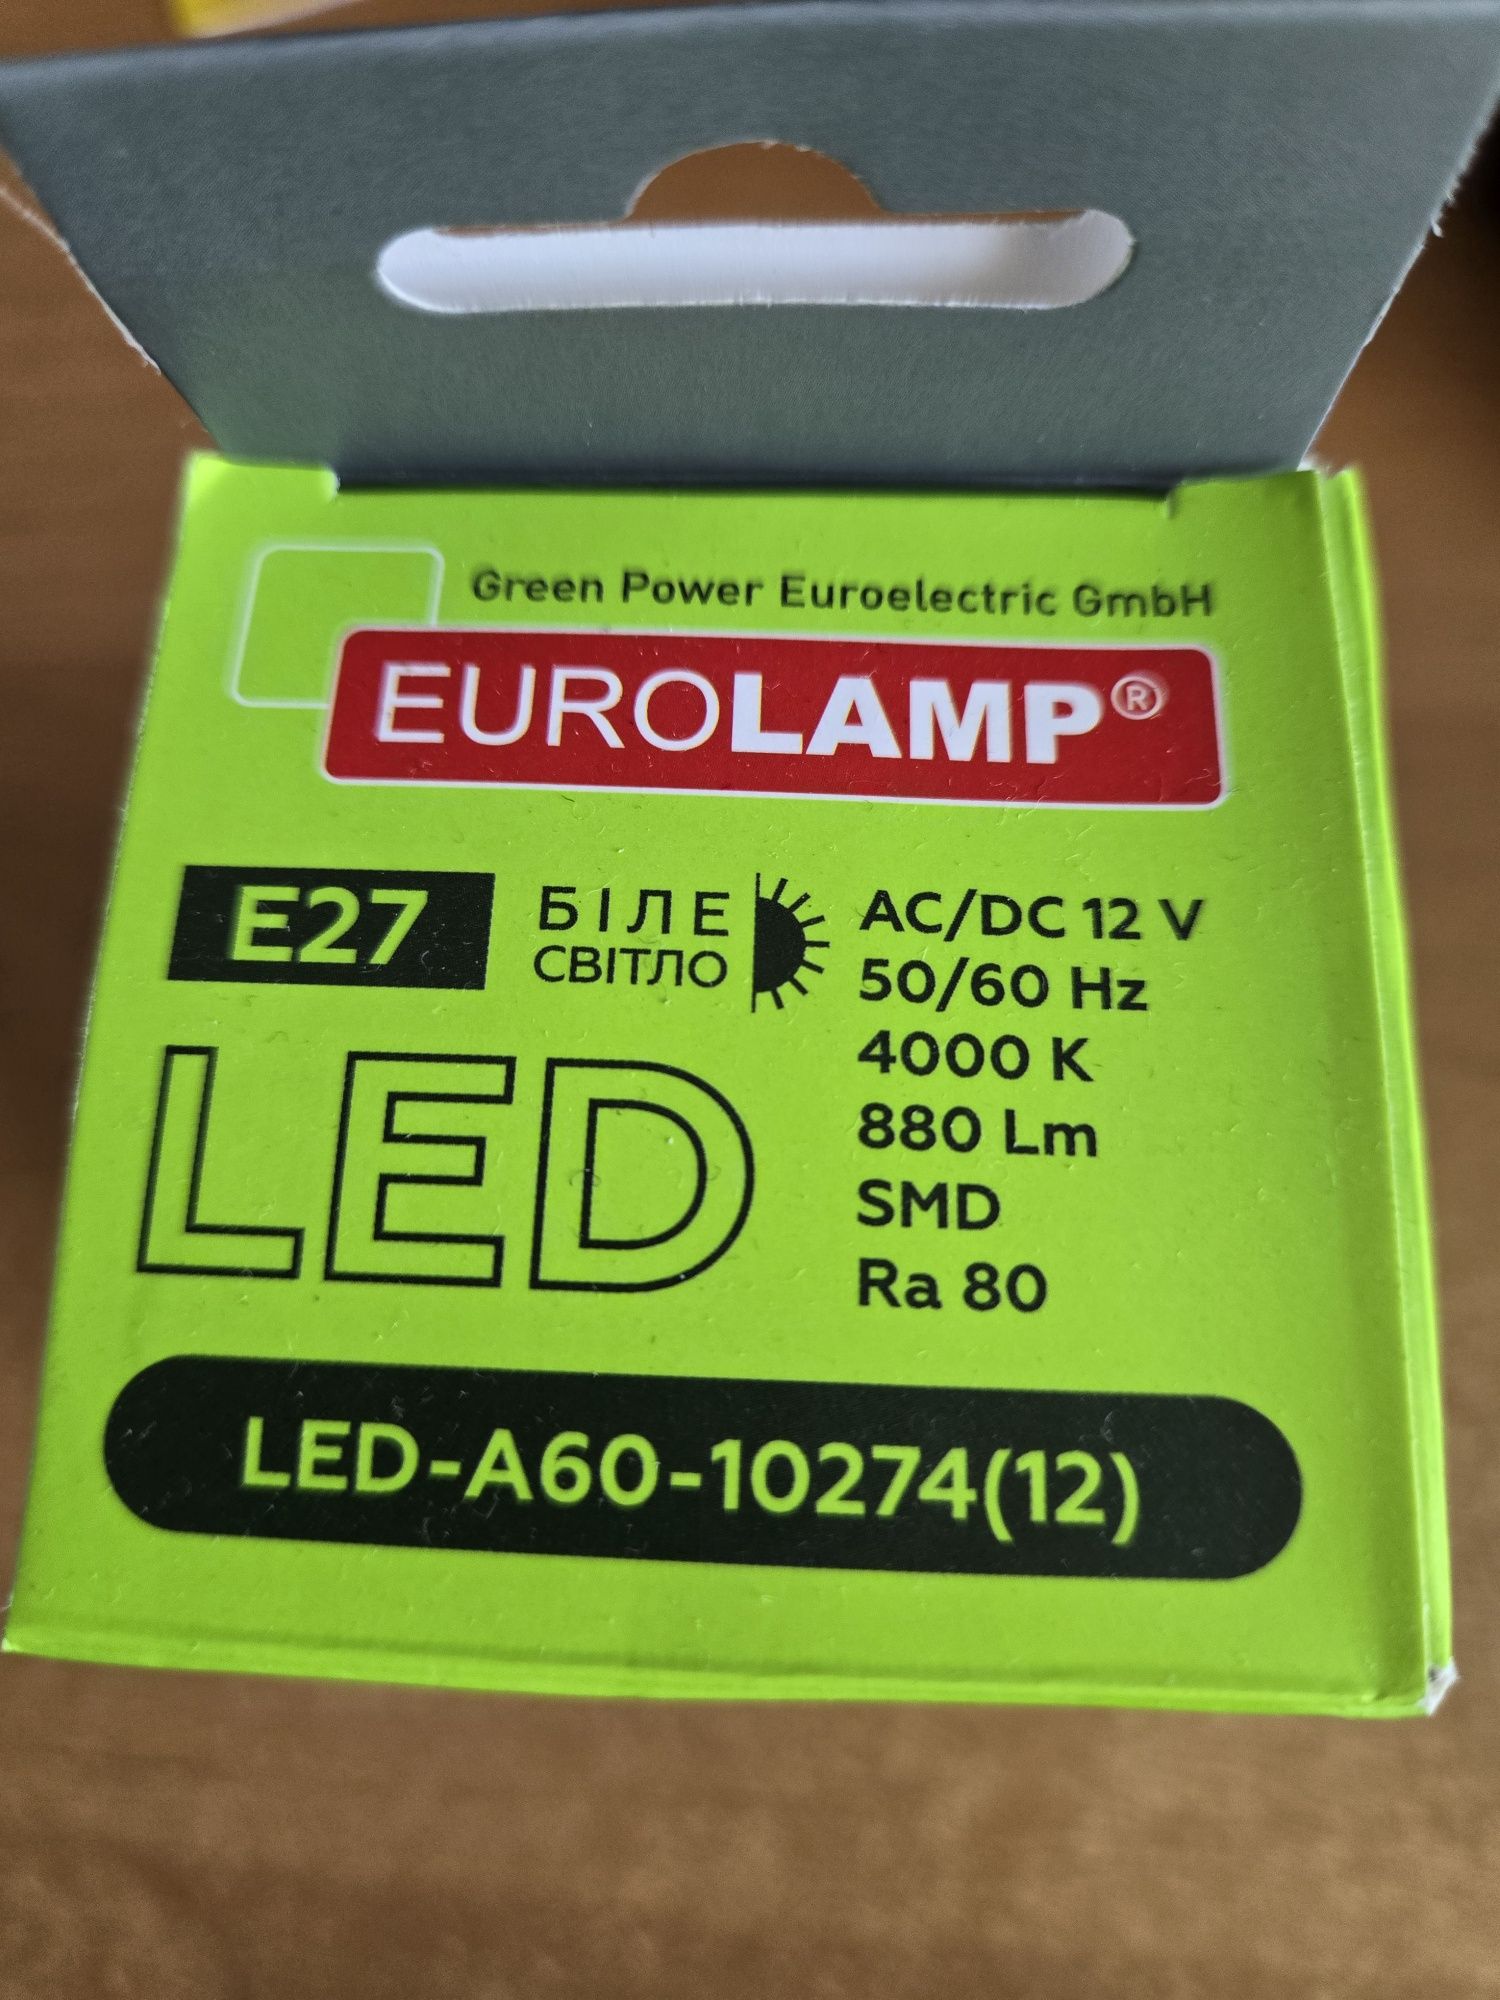 Green Power Euroelectric GmbH
EUROLAMP®
E27
БІЛЕ
СВІТЛО
AC/DC 12 V
50/60 Hz
4000 K
880 Lm
SMD
Ra 80
LED
LED-A60-10274(12)